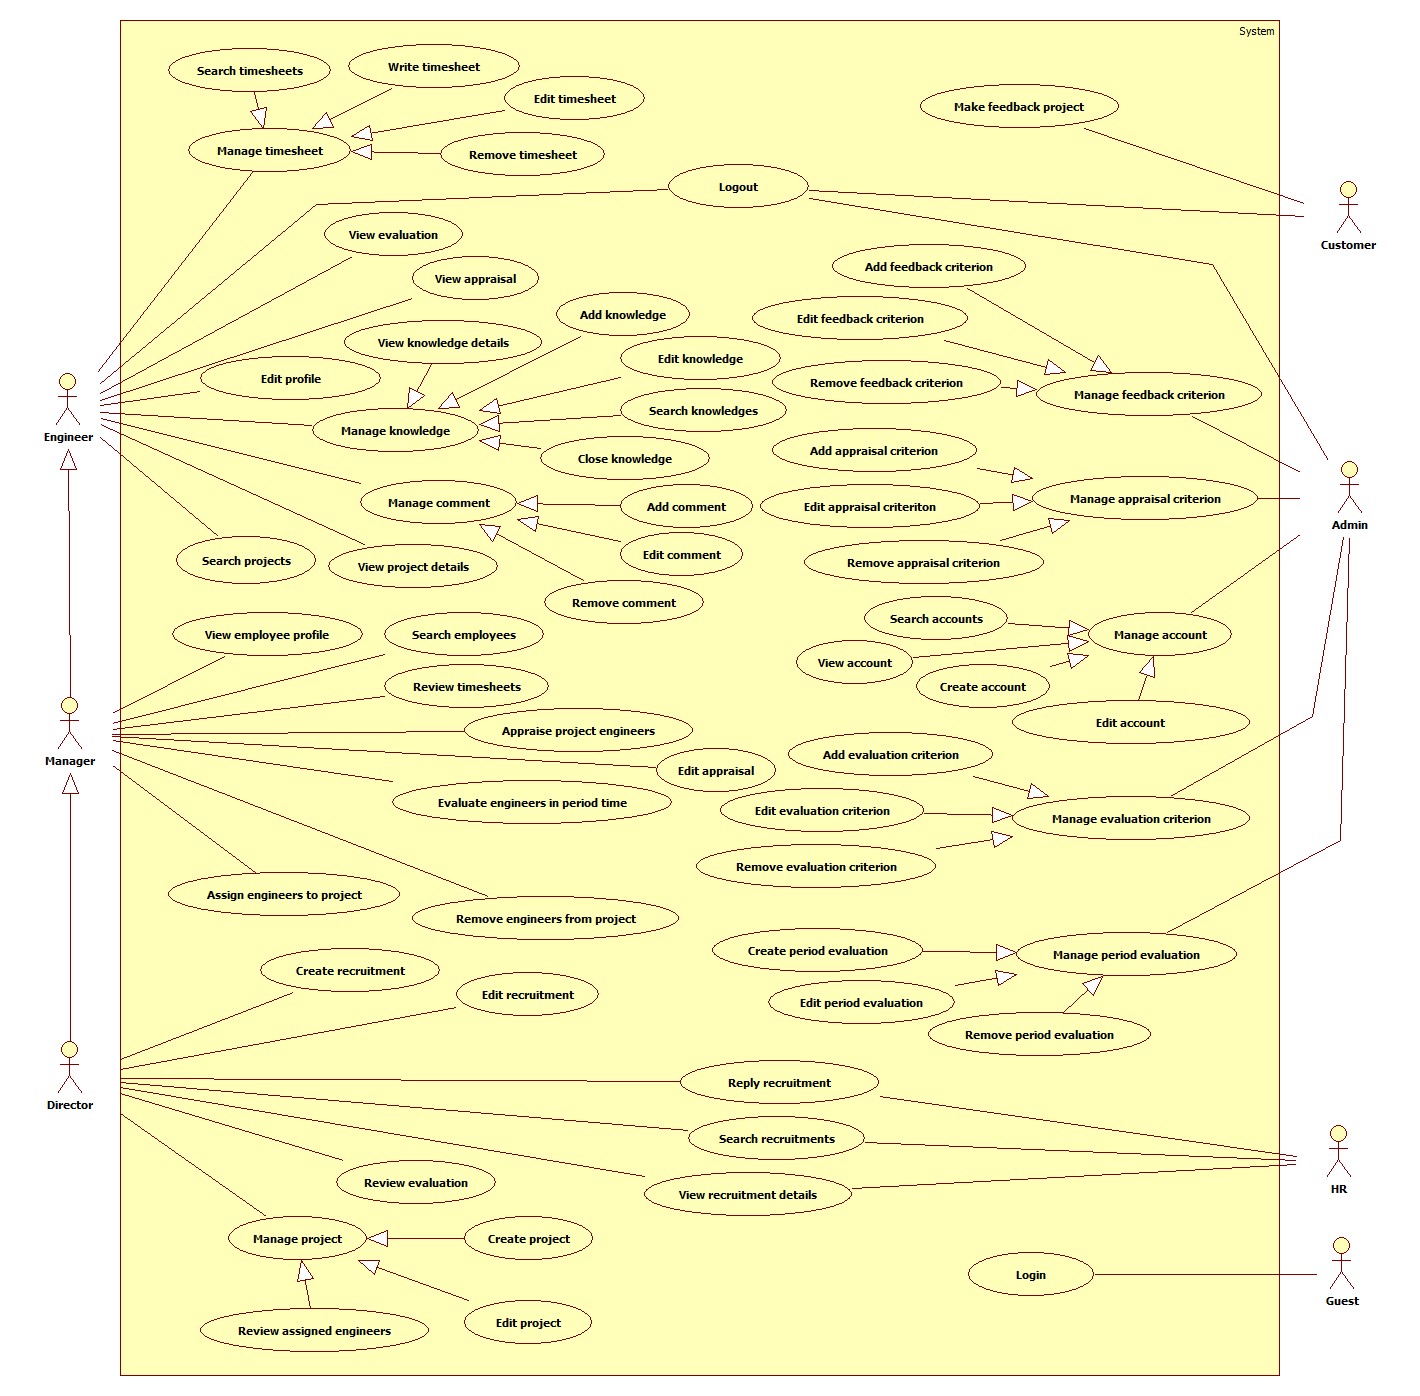 System
Search timesheets
Write timesheet
Edit timesheet
Make feedback project
Manage timesheet
Remove timesheet
Logout
Customer
View evaluation
View appraisal
Add feedback criterion
Add knowledge
Edit feedback criterion
View knowledge details
Edit knowledge
Edit profile
Remove feedback criterion
Manage feedback criterion
Search knowledges
Manage knowledge
Engineer
Close knowledge
Add appraisal criterion
Manage comment
Manage appraisal criterion
Add comment
Edit appraisal criteriton
Admin
Edit comment
Search projects
View project details
Remove appraisal criterion
Remove comment
Search accounts
View employee profile
Search employees
Manage account
View account
Review timesheets
Create account
Edit account
Appraise project engineers
Manager
Edit appraisal
Add evaluation criterion
Evaluate engineers in period time
Edit evaluation criterion
Manage evaluation criterion
Remove evaluation criterion
Assign engineers to project
Remove engineers from project
Create period evaluation
Manage period evaluation
Create recruitment
Edit recruitment
Edit period evaluation
Remove period evaluation
Director
Reply recruitment
Search recruitments
Review evaluation
View recruitment details
HR
Manage project
Create project
Login
Guest
Review assigned engineers
Edit project